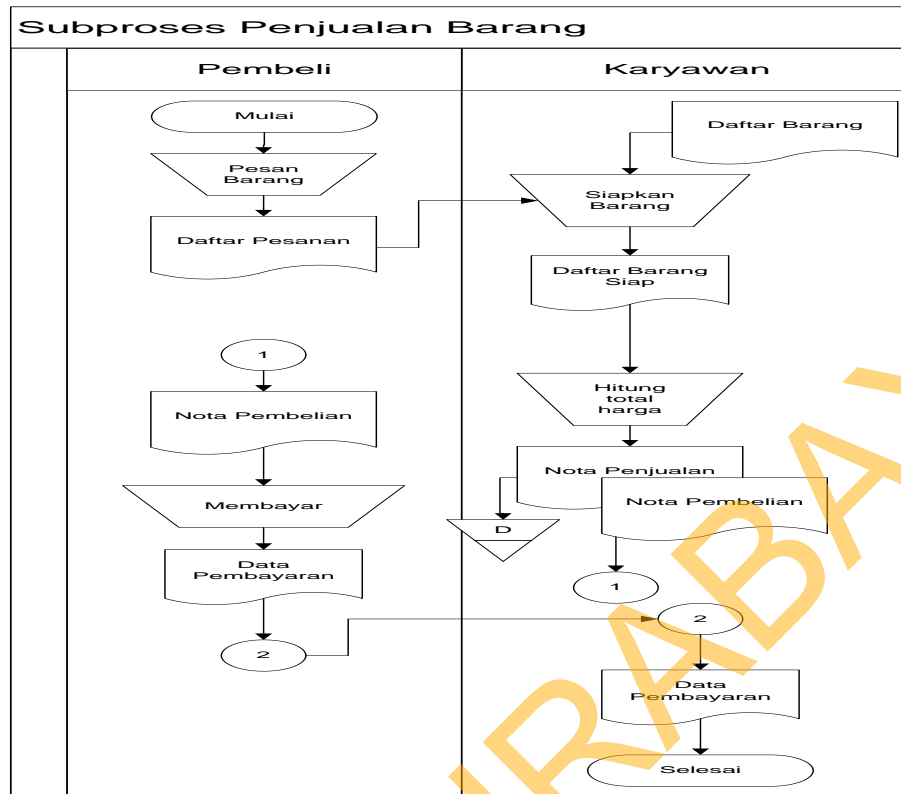 Subproses Penjualan Barang
Pembeli
Karyawan
Mulai
Pesan
Barang
Daftar Pesanan
1
Nota Pembelian
Membayar
Data
Pembayaran
2
Daftar Barang
Siapkan
Barang
Daftar Barang
Siap
Hitung
total
harga
Nota Penjualan
Nota Pembelian
D
1
2
Data
Pembayaran
Selesai